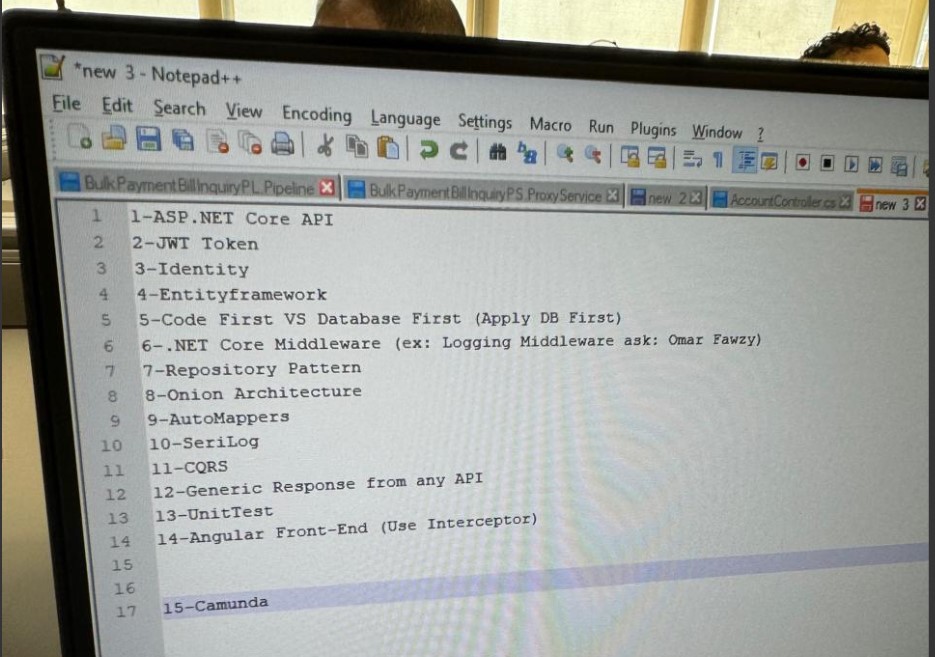 *new 3 - Notepad++
File Edit Search View Encoding Language Settings Macro Run Plugins Window ?
BulkPaymentBillInquiryPL.Pipeline BulkPaymentBillInquiryPS.ProxyService new 2 AccountController.cs new 3
1 1-ASP.NET Core API
2 2-JWT Token
3 3-Identity
4 4-Entityframework
5 5-Code First VS Database First (Apply DB First)
6 6-.NET Core Middleware (ex: Logging Middleware ask: Omar Fawzy)
7 7-Repository Pattern
8 8-Onion Architecture
9 9-AutoMappers
10 10-SeriLog
11 11-CQRS
12 12-Generic Response from any API
13 13-UnitTest
14 14-Angular Front-End (Use Interceptor)
15
16
17 15-Camunda